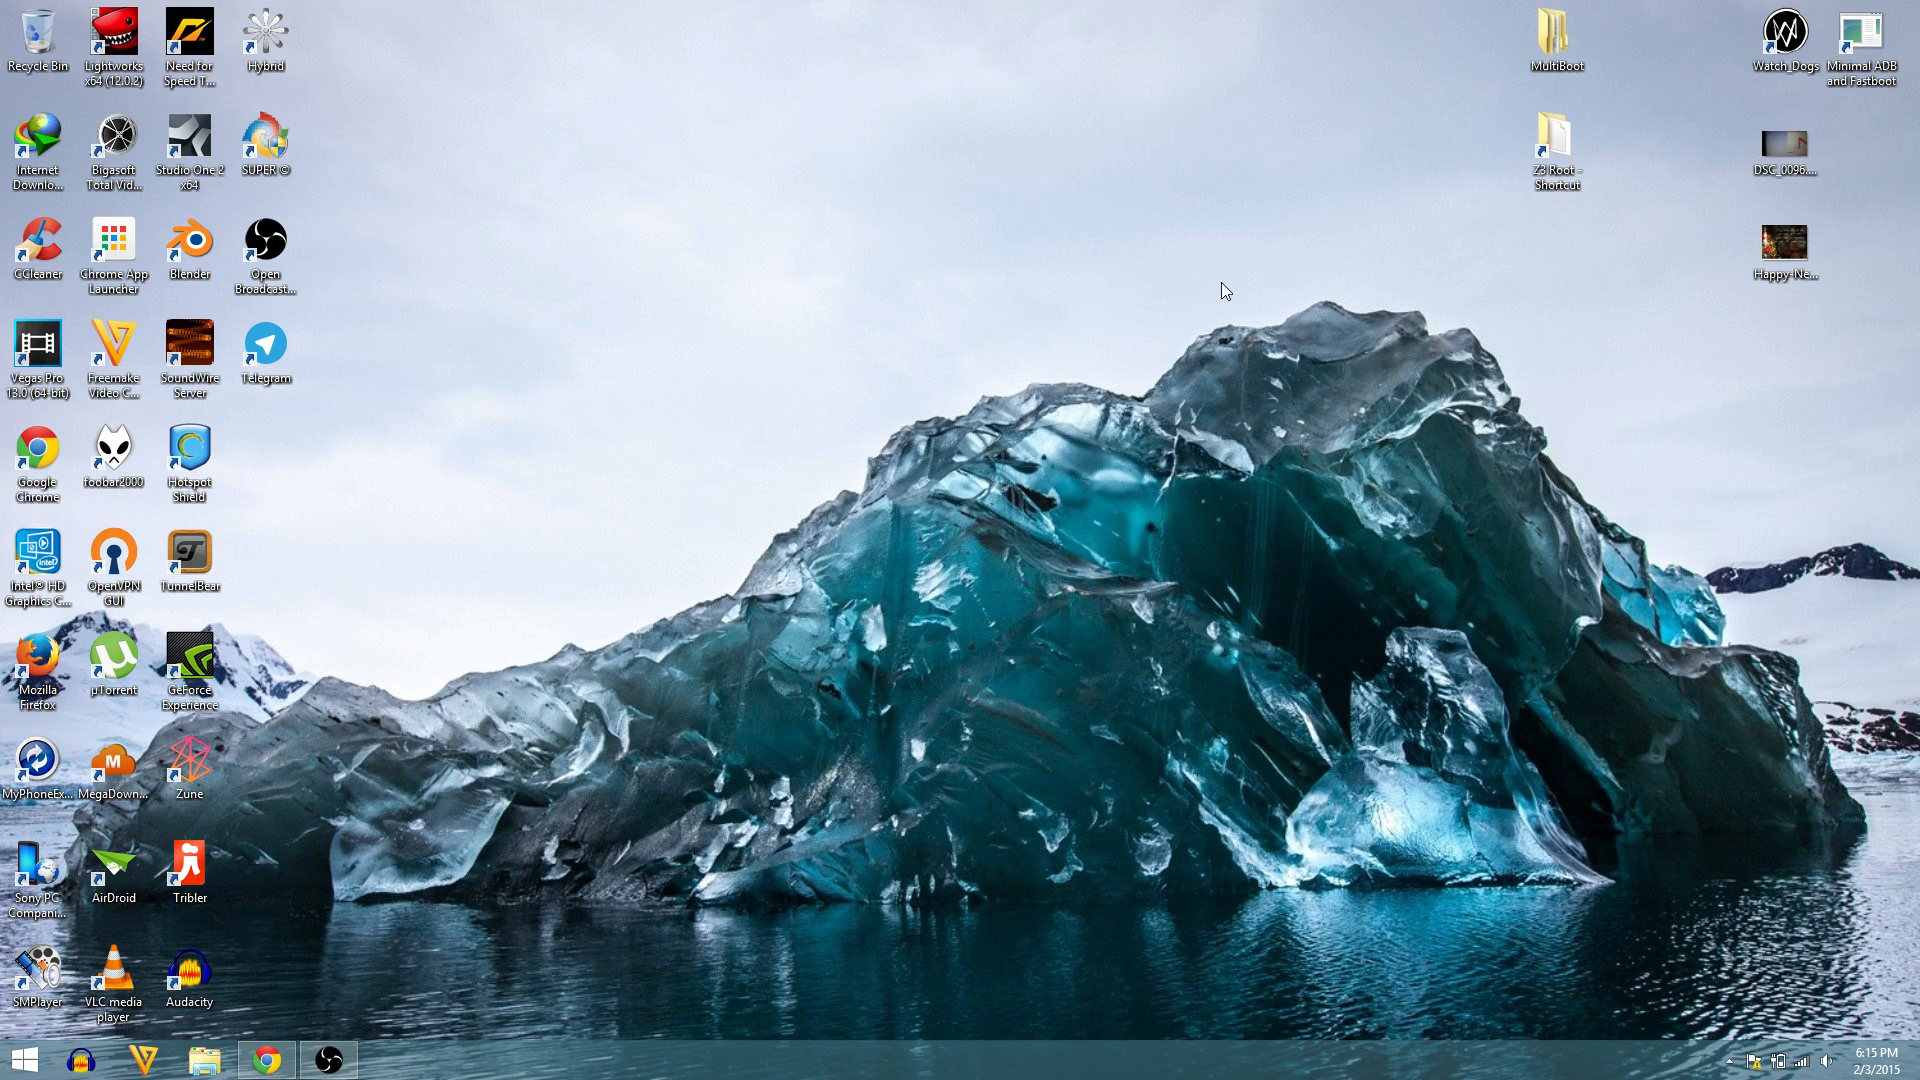 Recycle Bin
Lightworks
x64 (12.0.2)
Need for
Speed T...
Hybrid
MultiBoot
Watch_Dogs
Minimal ADB
and Fastboot
Internet
Downlo...
Bigasoft
Total Vid...
Studio One 2
x64
SUPER ©
Z3 Root -
Shortcut
DSC_0096....
CCleaner
Chrome App
Launcher
Blender
Open
Broadcast...
Happy-Ne...
Vegas Pro
13.0 (64-bit)
Freemake
Video C...
SoundWire
Server
Telegram
Google
Chrome
foobar2000
Hotspot
Shield
Intel® HD
Graphics C...
OpenVPN
GUI
TunnelBear
Mozilla
Firefox
µTorrent
GeForce
Experience
MyPhoneEx...
MegaDown...
Zune
Sony PC
Compani...
AirDroid
Tribler
SMPlayer
VLC media
player
Audacity
6:15 PM
2/3/2015